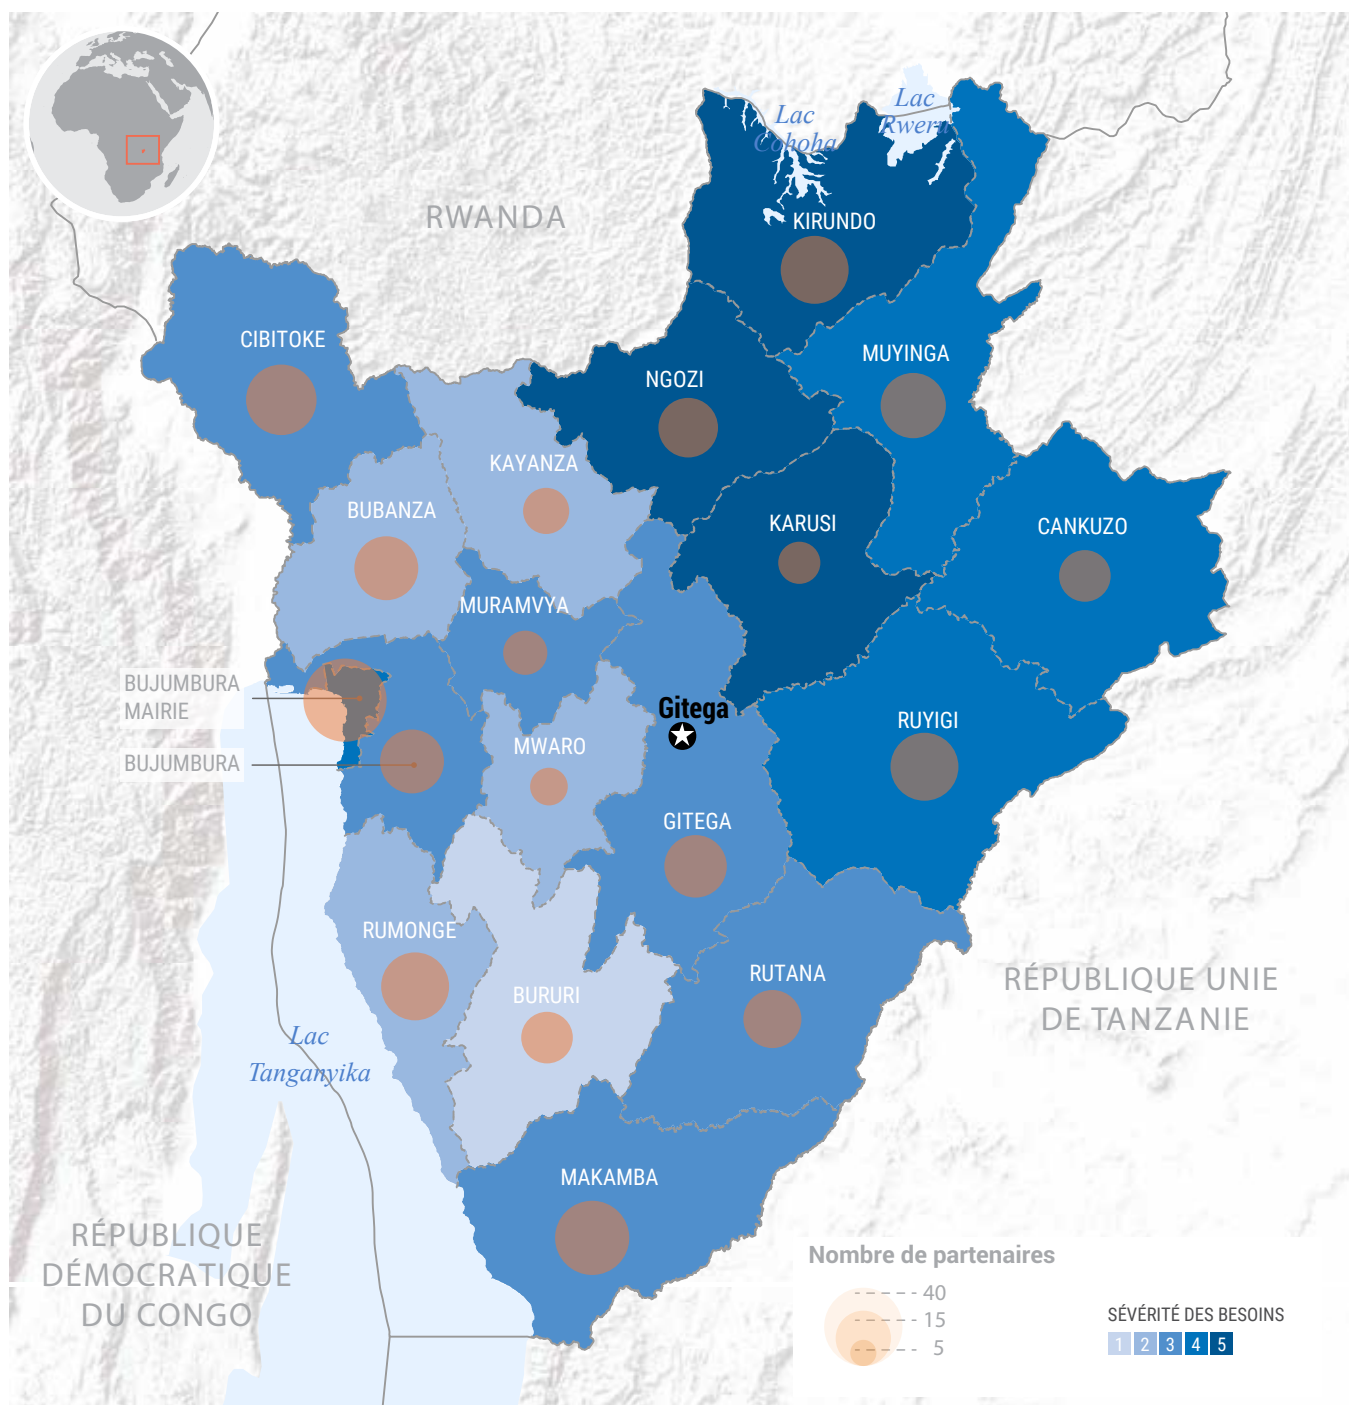 Lac
Rweru
Lac
Cohoha
RWANDA
KIRUNDO
CIBITOKE
MUYINGA
NGOZI
KAYANZA
BUBANZA
KARUSI
CANKUZO
MURAMVYA
BUJUMBURA
MAIRIE
Gitega
RUYIGI
MWARO
BUJUMBURA
GITEGA
RUMONGE
RUTANA
BURURI
RÉPUBLIQUE UNIE
DE TANZANIE
Lac
Tanganyika
MAKAMBA
RÉPUBLIQUE
DÉMOCRATIQUE
DU CONGO
Nombre de partenaires
40
15
5
SÉVÉRITÉ DES BESOINS
1 2 3 4 5